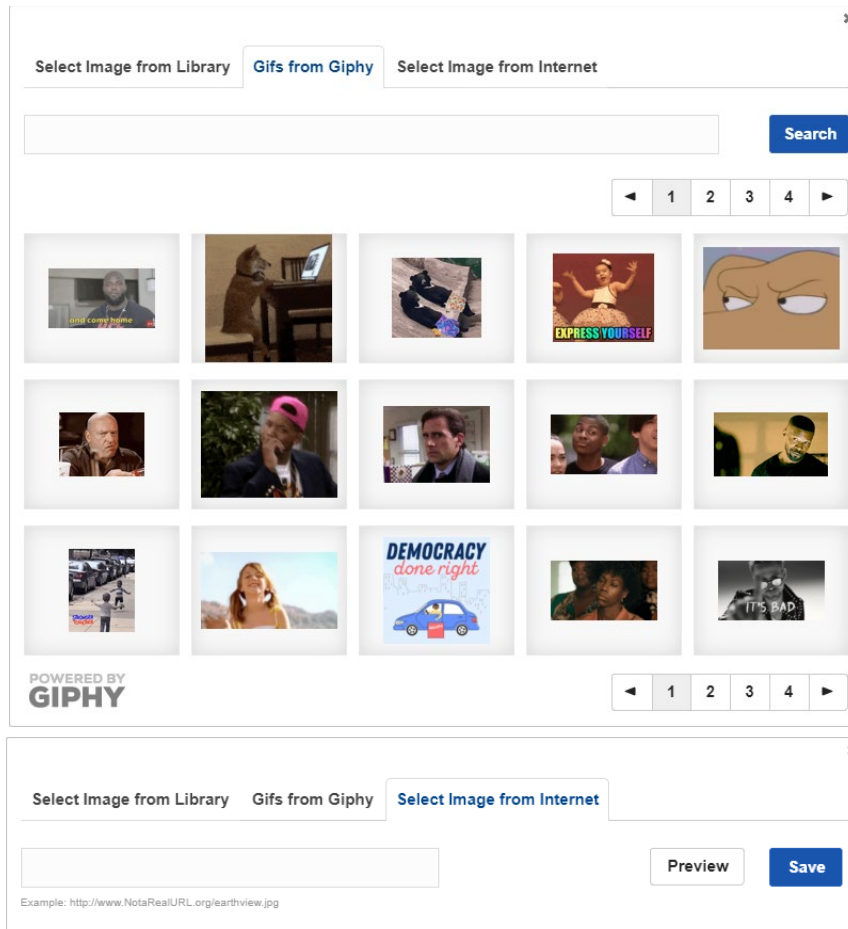 Select Image from Library Gifs from Giphy Select Image from Internet
Search
◄ 1 2 3 4 ►
and come home
EXPRESS YOURSELF
DEMOCRACY
done right
IT'S BAD
POWERED BY
GIPHY
◄ 1 2 3 4 ►
Select Image from Library Gifs from Giphy Select Image from Internet
Preview Save
Example: http://www.NotaRealURL.org/earthview.jpg